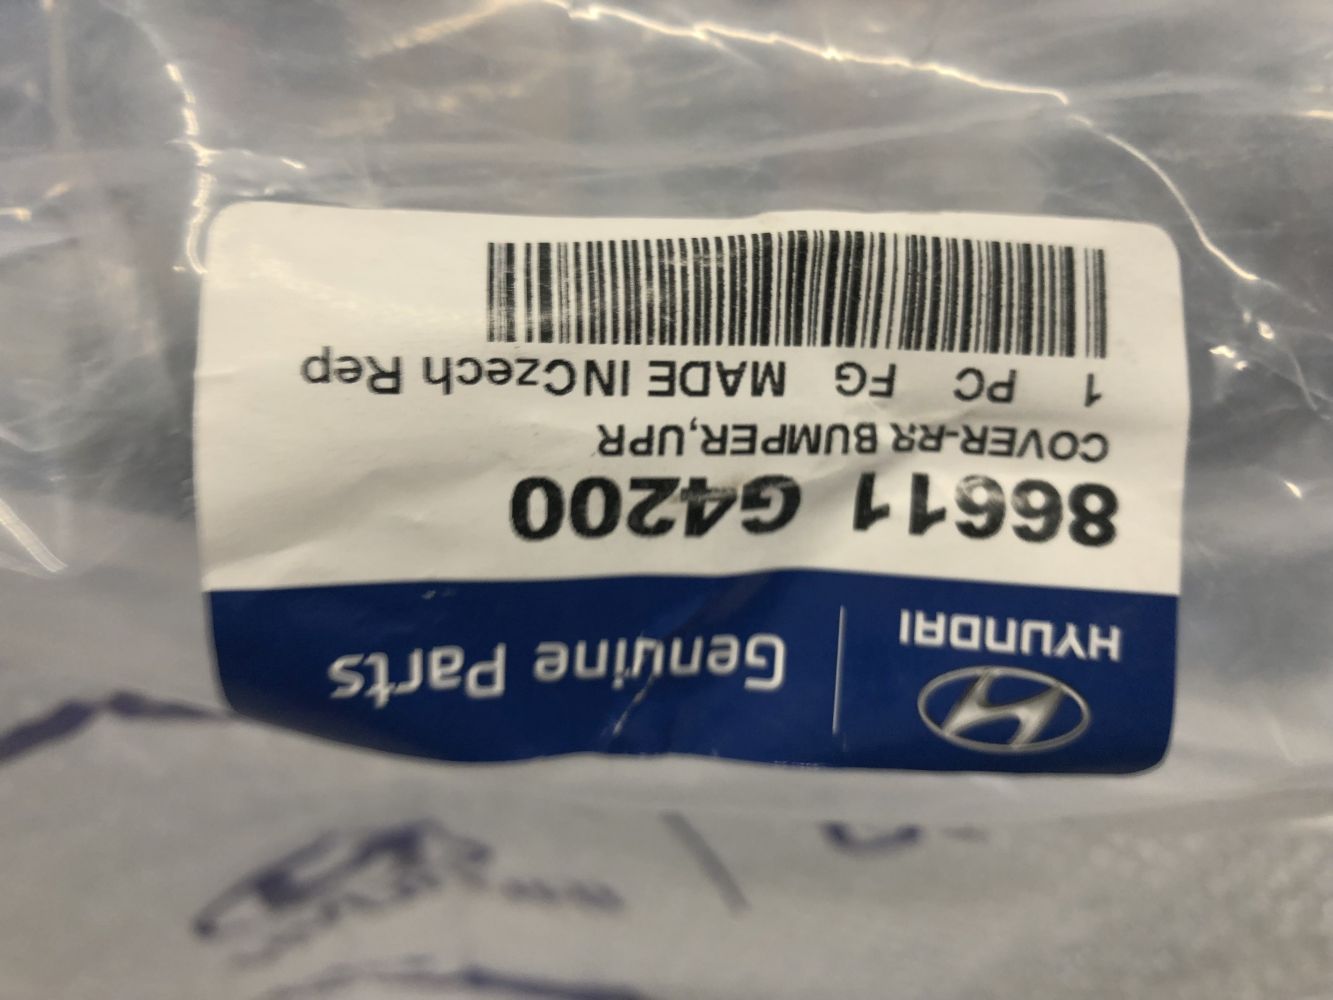 HYUNDAI
Genuine Parts
86611 G4200
COVER-RR BUMPER,UPR
1 PC FG MADE INCzech Rep